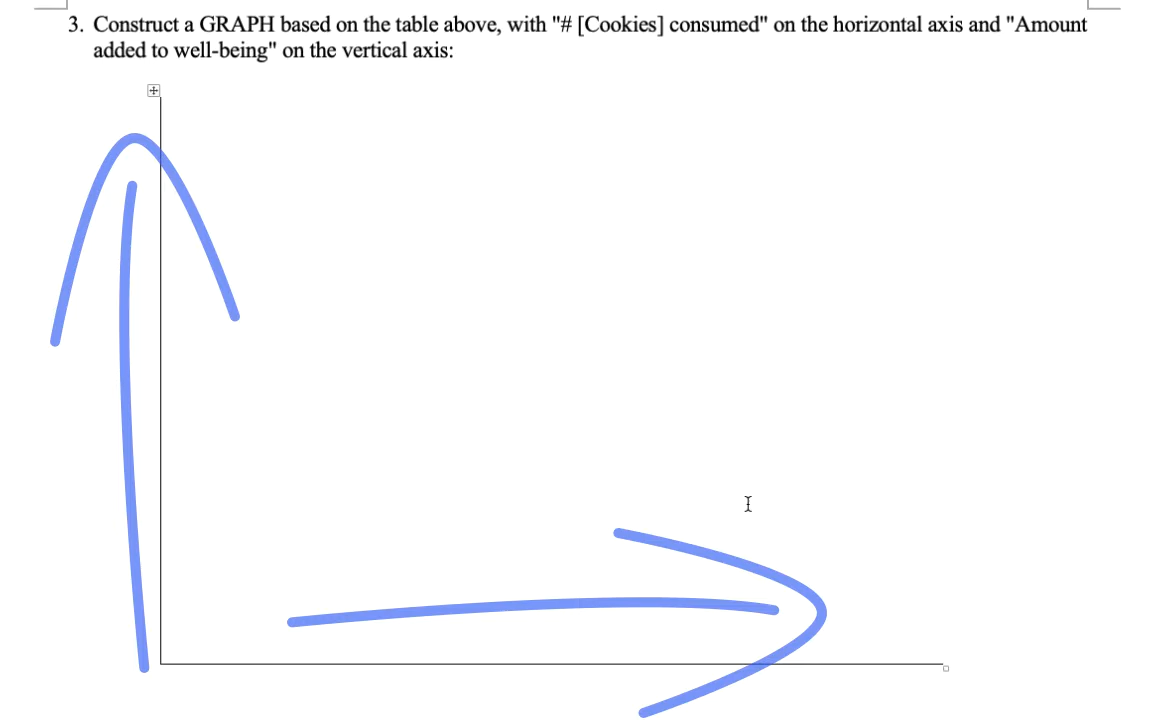 3. Construct a GRAPH based on the table above, with "# [Cookies] consumed" on the horizontal axis and "Amount
added to well-being" on the vertical axis: